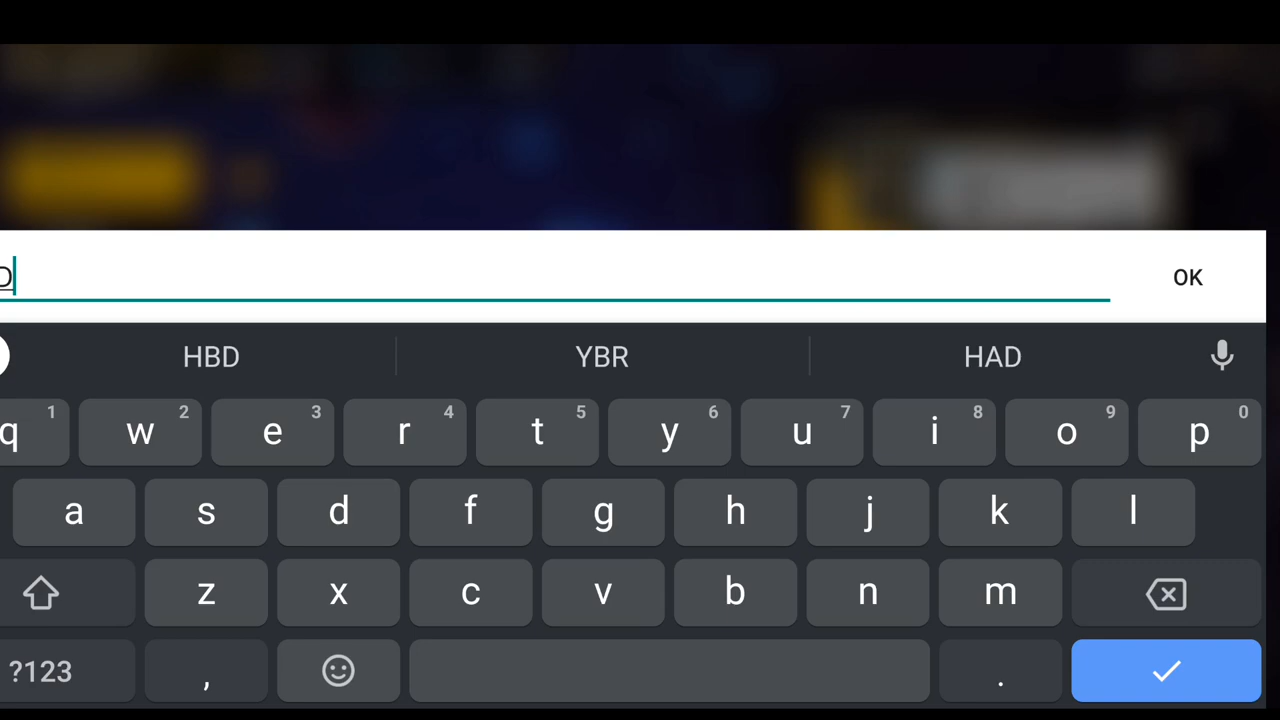 D
OK
HBD YBR HAD
q 1 w 2 e 3 r 4 t 5 y 6 u 7 i 8 o 9 p 0
a s d f g h j k l
z x c v b n m
?123 , .